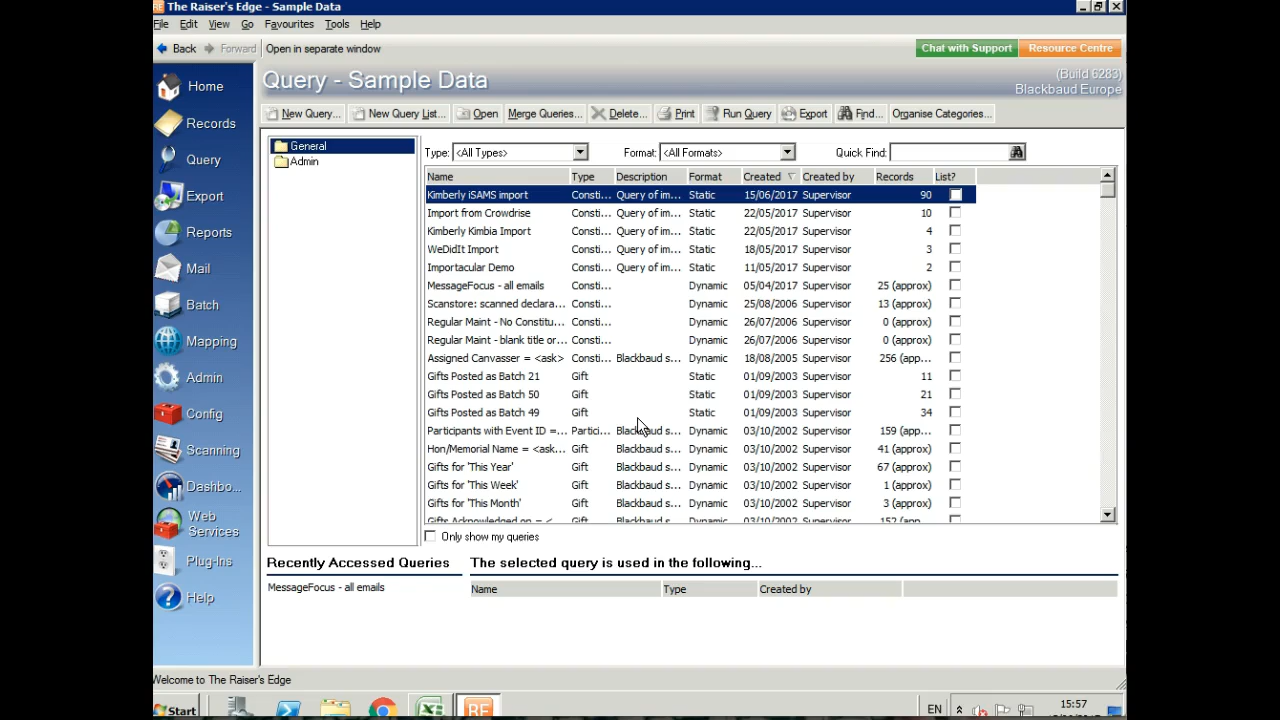 The Raiser's Edge - Sample Data
File Edit View Go Favourites Tools Help
Back Forward Open in separate window Chat with Support Resource Centre
Query - Sample Data
(Build 6283)
Blackbaud Europe
New Query... New Query List... Open Merge Queries... Delete... Print Run Query Export Find... Organise Categories...
Home
Records
Query
Export
Reports
Mail
Batch
Mapping
Admin
Config
Scanning
Dashbo...
Web
Services
Plug-Ins
Help
General
Admin
Type: <All Types> Format: <All Formats> Quick Find:
Name Type Description Format Created Created by Records List?
Kimberly iSAMS import Consti... Query of im... Static 15/06/2017 Supervisor 90
Import from Crowdrise Consti... Query of im... Static 22/05/2017 Supervisor 10
Kimberly Kimbia Import Consti... Query of im... Static 22/05/2017 Supervisor 4
WeDidIt Import Consti... Query of im... Static 18/05/2017 Supervisor 3
Importacular Demo Consti... Query of im... Static 11/05/2017 Supervisor 2
MessageFocus - all emails Consti... Dynamic 05/04/2017 Supervisor 25 (approx)
Scanstore: scanned declara... Consti... Dynamic 25/08/2006 Supervisor 13 (approx)
Regular Maint - No Constitu... Consti... Dynamic 26/07/2006 Supervisor 0 (approx)
Regular Maint - blank title or... Consti... Dynamic 26/07/2006 Supervisor 0 (approx)
Assigned Canvasser = <ask> Consti... Blackbaud s... Dynamic 18/08/2005 Supervisor 256 (app...
Gifts Posted as Batch 21 Gift Static 01/09/2003 Supervisor 11
Gifts Posted as Batch 50 Gift Static 01/09/2003 Supervisor 21
Gifts Posted as Batch 49 Gift Static 01/09/2003 Supervisor 34
Participants with Event ID =... Partici... Blackbaud s... Dynamic 03/10/2002 Supervisor 159 (app...
Hon/Memorial Name = <ask... Gift Blackbaud s... Dynamic 03/10/2002 Supervisor 41 (approx)
Gifts for 'This Year' Gift Blackbaud s... Dynamic 03/10/2002 Supervisor 67 (approx)
Gifts for 'This Week' Gift Blackbaud s... Dynamic 03/10/2002 Supervisor 1 (approx)
Gifts for 'This Month' Gift Blackbaud s... Dynamic 03/10/2002 Supervisor 3 (approx)
Gifts Acknowledged on = < Gift Blackbaud s... Dynamic 03/10/2002 Supervisor 152 (app
Only show my queries
Recently Accessed Queries
MessageFocus - all emails
The selected query is used in the following...
Name Type Created by
Welcome to The Raiser's Edge
Start RE EN 15:57